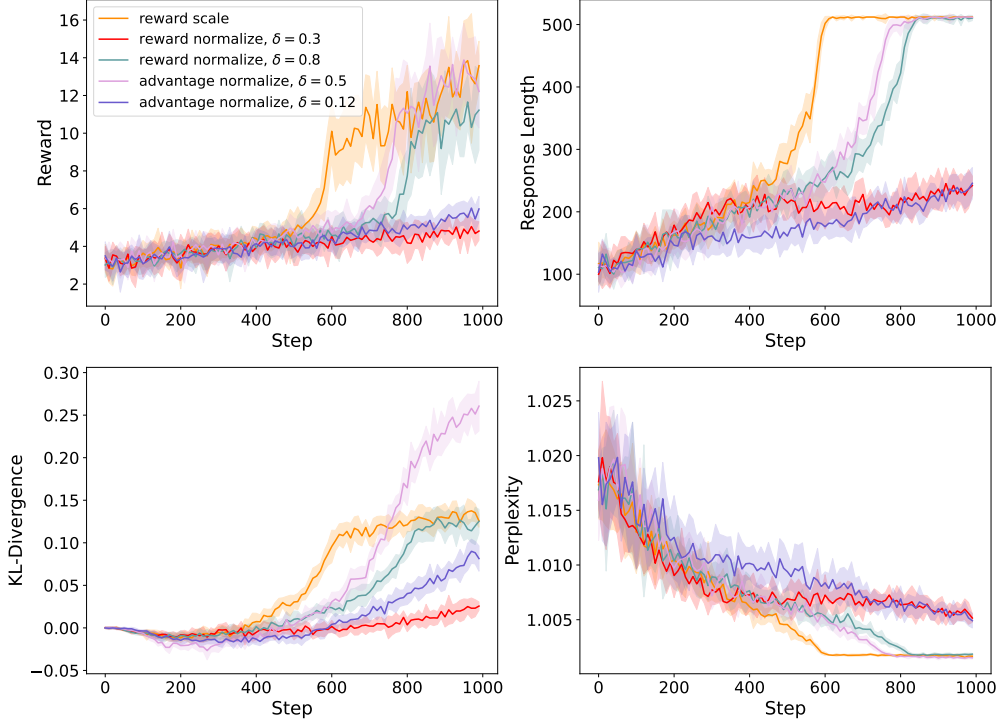 16
14
12
10
8
6
4
2
Reward
reward scale
reward normalize, δ = 0.3
reward normalize, δ = 0.8
advantage normalize, δ = 0.5
advantage normalize, δ = 0.12
0 200 400 600 800 1000
Step
500
400
300
200
100
Response Length
0 200 400 600 800 1000
Step
0.30
0.25
0.20
0.15
0.10
0.05
0.00
−0.05
KL-Divergence
0 200 400 600 800 1000
Step
1.025
1.020
1.015
1.010
1.005
Perplexity
0 200 400 600 800 1000
Step